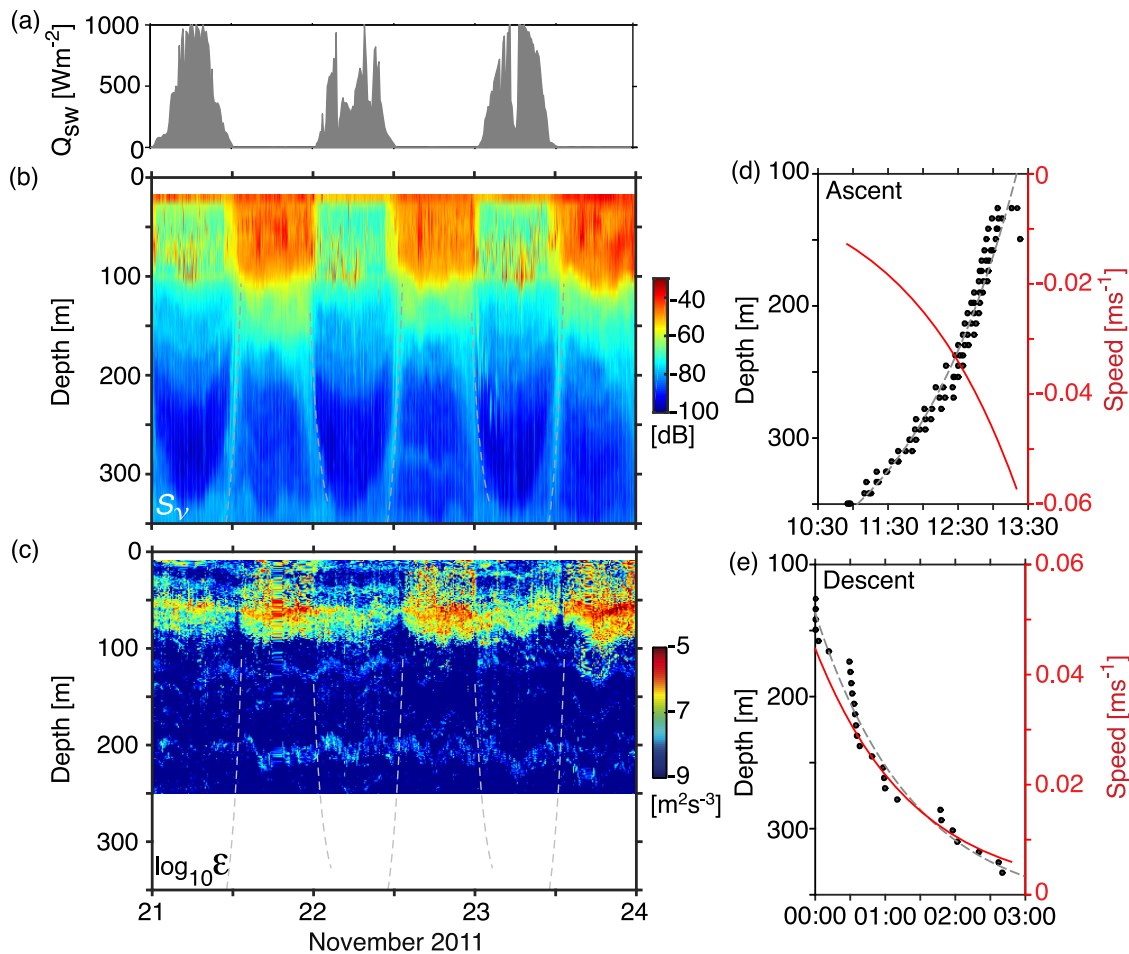 (a)
1000
500
0
Q_SW [Wm⁻²]
(b)
0
100
200
300
Depth [m]
S_ν
−40
−60
−80
−100
[dB]
(c)
0
100
200
300
Depth [m]
log₁₀ε
−5
−7
−9
[m²s⁻³]
21
22
23
24
November 2011
(d)
Ascent
100
200
300
Depth [m]
0
−0.02
−0.04
−0.06
Speed [ms⁻¹]
10:30
11:30
12:30
13:30
(e)
Descent
100
200
300
Depth [m]
0.06
0.04
0.02
0
Speed [ms⁻¹]
00:00
01:00
02:00
03:00